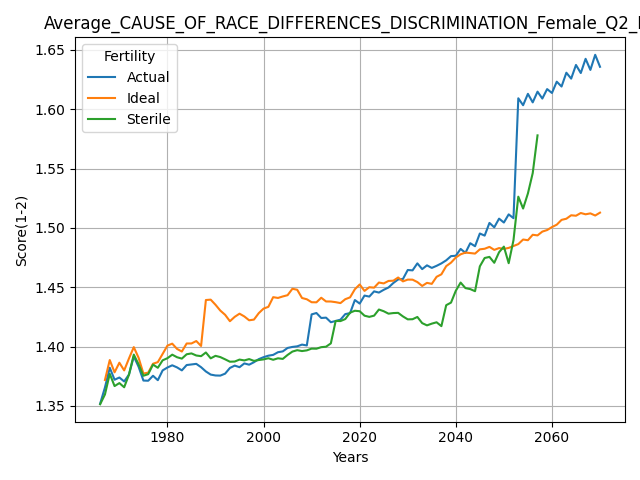 Average_CAUSE_OF_RACE_DIFFERENCES_DISCRIMINATION_Female_Q2_
1.65
1.60
1.55
1.50
1.45
1.40
1.35
Score(1-2)
Fertility
Actual
Ideal
Sterile
1980
2000
2020
2040
2060
Years